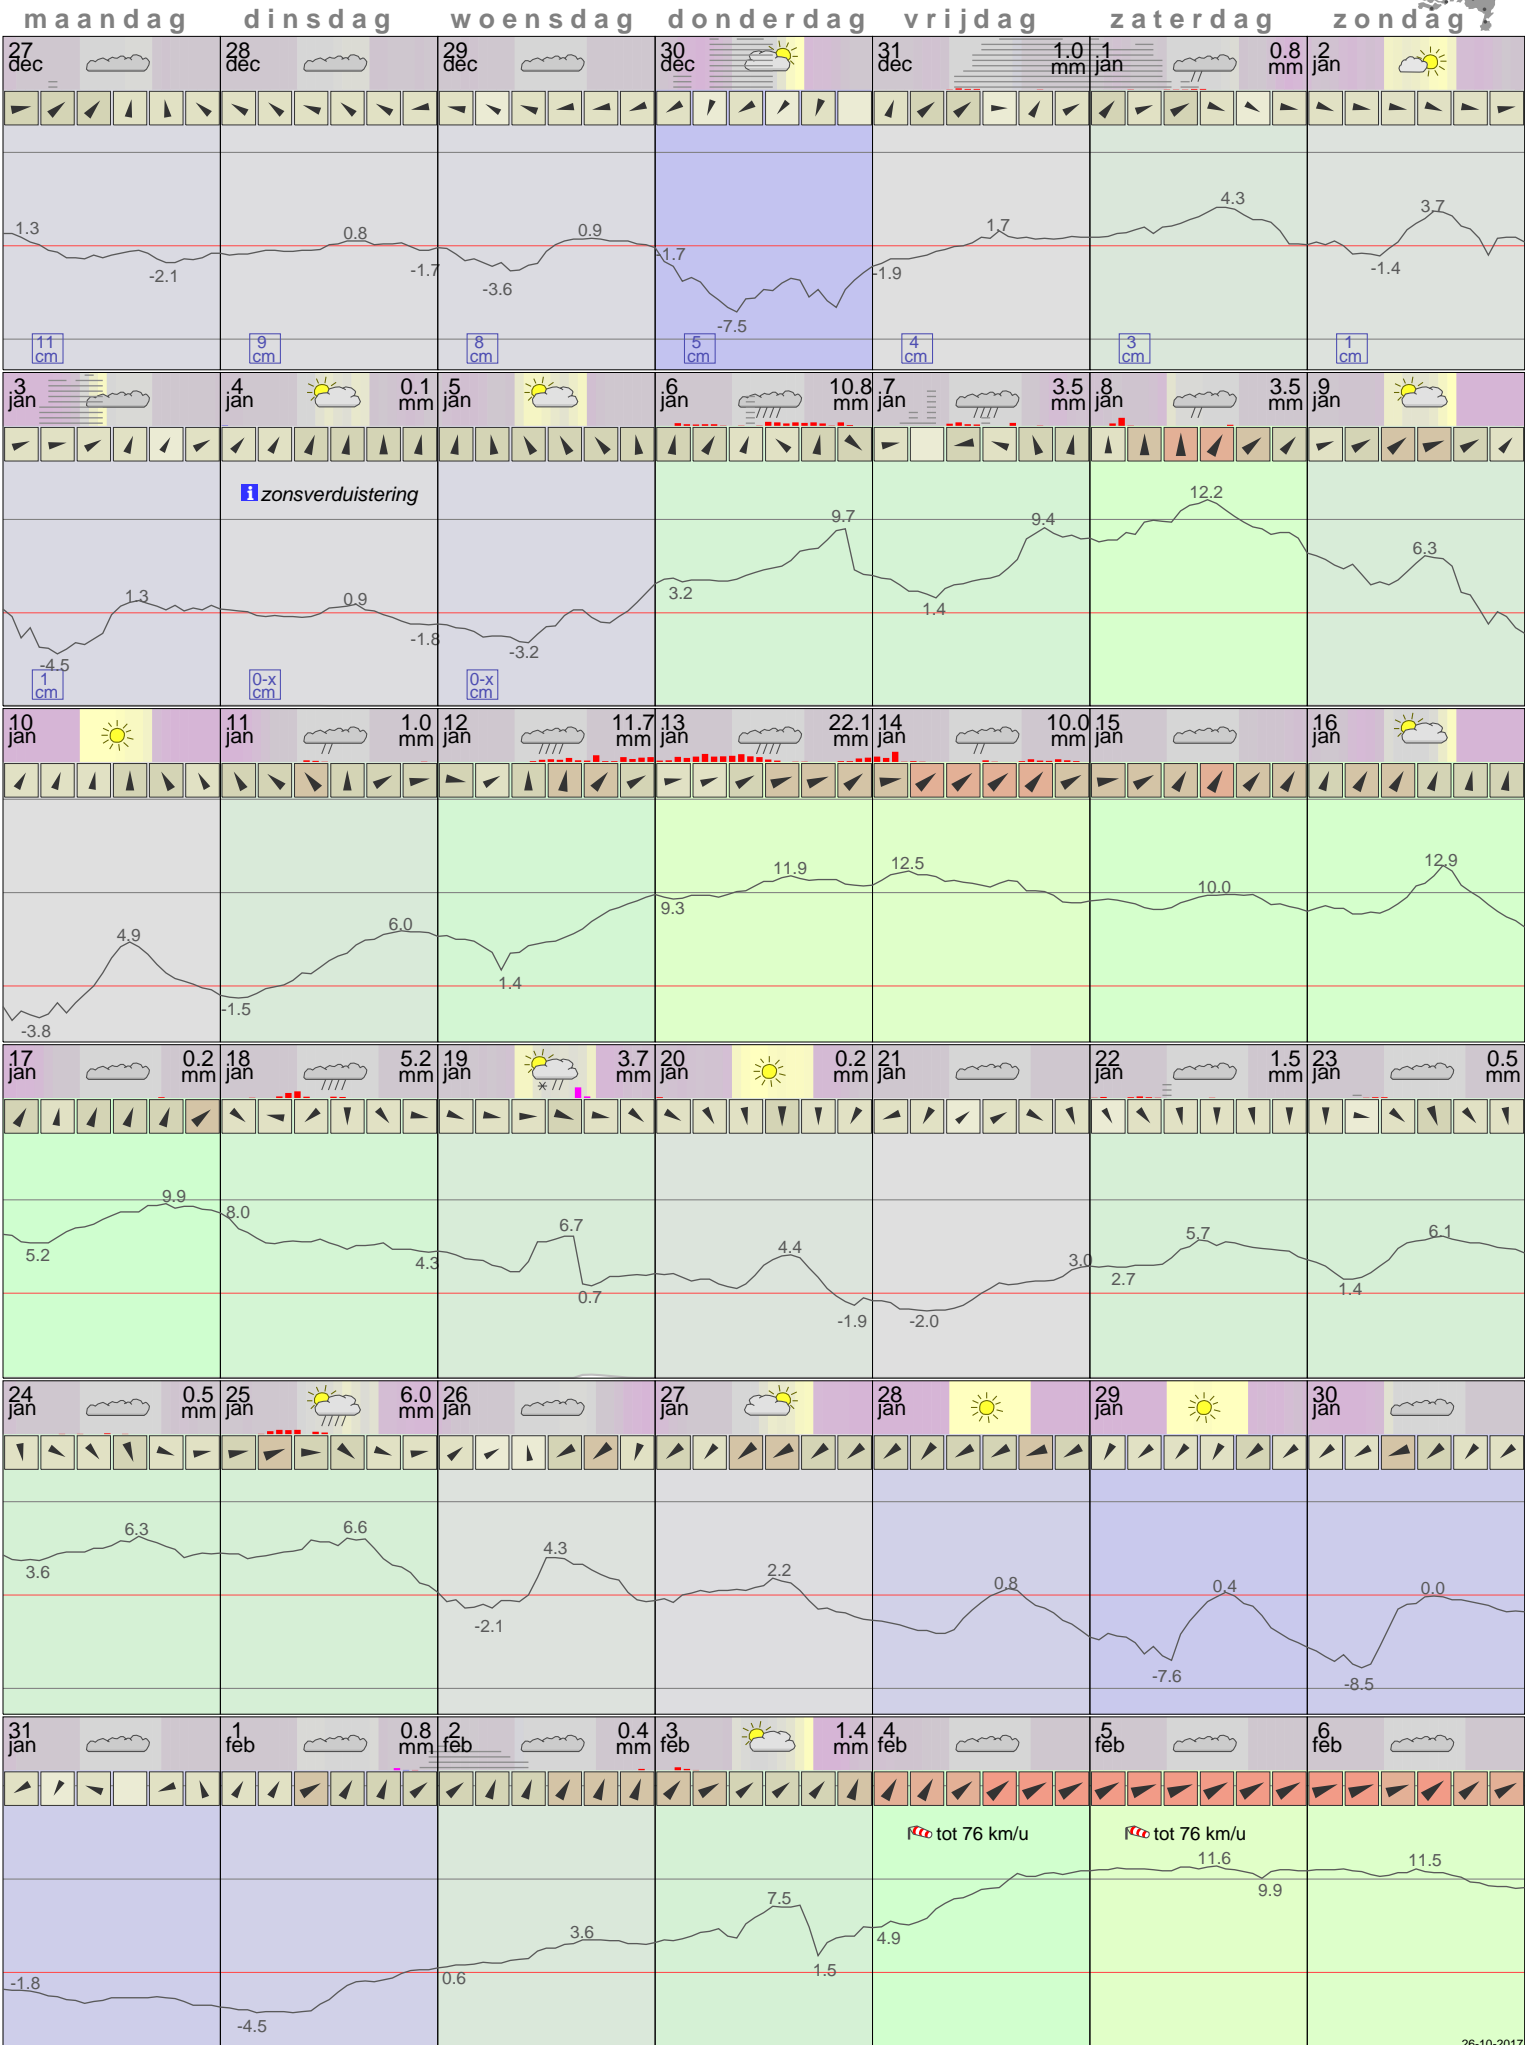 maandag dinsdag woensdag donderdag vrijdag zaterdag zondag
27 28 29 30 31 1.0 1 0.8 2
dec dec dec dec dec mm jan mm jan
1.3 -2.1 0.8 -1.7 -3.6 0.9 -1.7 -7.5 -1.9 1.7 4.3 -1.4 3.7
11 9 8 5 4 3 1
cm cm cm cm cm cm cm
3 4 0.1 5 6 10.8 7 3.5 8 3.5 9
jan jan mm jan jan mm jan mm jan mm jan
i zonsverduistering
-4.5 1.3 0.9 -1.8 -3.2 3.2 9.7 1.4 9.4 12.2 6.3
1 0-x 0-x
cm cm cm
10 11 1.0 12 11.7 13 22.1 14 10.0 15 16
jan jan mm jan mm jan mm jan mm jan jan
-3.8 4.9 -1.5 6.0 1.4 9.3 11.9 12.5 10.0 12.9
17 0.2 18 5.2 19 3.7 20 0.2 21 22 1.5 23 0.5
jan mm jan mm jan mm jan mm jan jan mm jan mm
5.2 9.9 8.0 4.3 6.7 0.7 4.4 -1.9 -2.0 3.0 2.7 5.7 1.4 6.1
24 0.5 25 6.0 26 27 28 29 30
jan mm jan mm jan jan jan jan jan
3.6 6.3 6.6 -2.1 4.3 2.2 0.8 -7.6 0.4 -8.5 0.0
31 1 0.8 2 0.4 3 1.4 4 5 6
jan feb mm feb mm feb mm feb feb feb
tot 76 km/u tot 76 km/u
-1.8 -4.5 0.6 3.6 7.5 1.5 4.9 11.6 9.9 11.5
26-10-2017